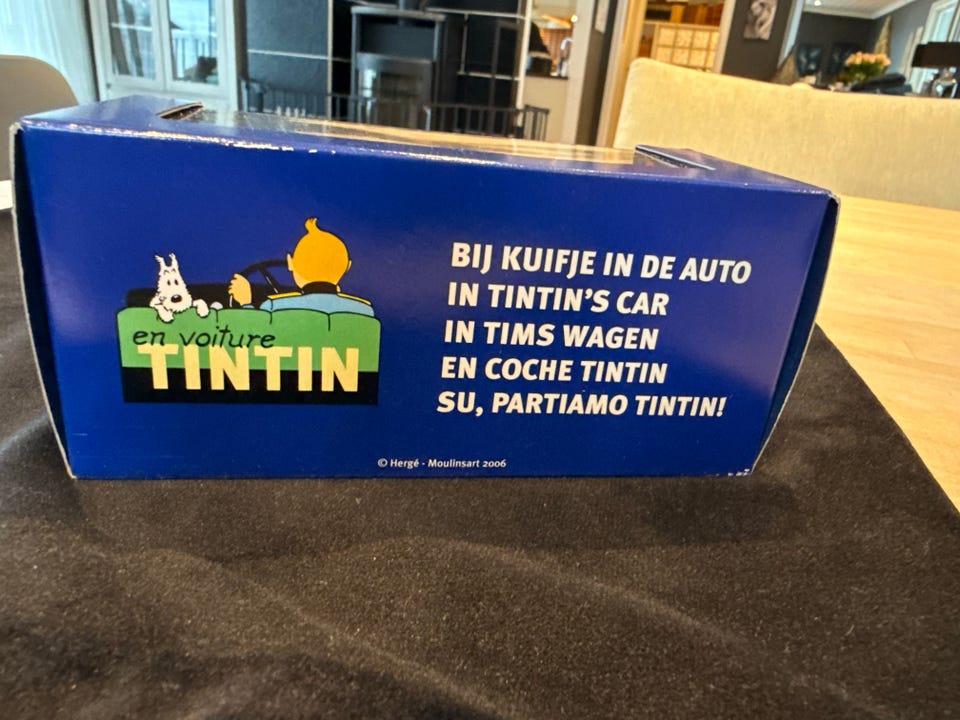 en voiture
TINTIN
BIJ KUIFJE IN DE AUTO
IN TINTIN'S CAR
IN TIMS WAGEN
EN COCHE TINTIN
SU, PARTIAMO TINTIN!
© Hergé - Moulinsart 2006